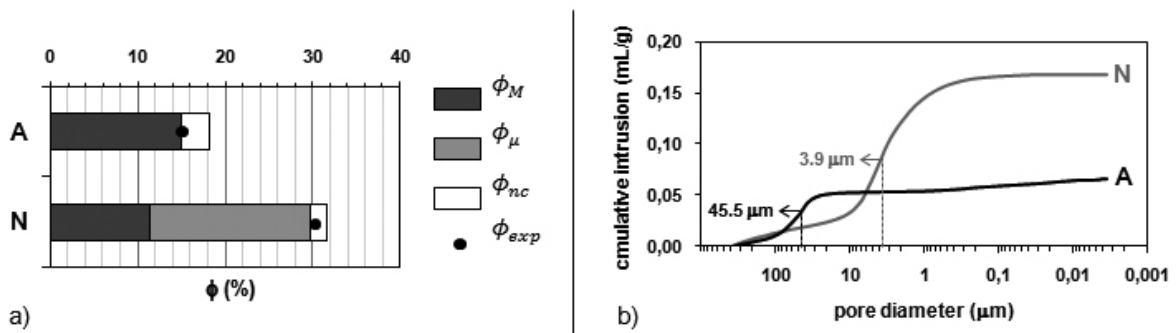 0 10 20 30 40
A
N
ϕ (%)
a)
ϕM
ϕμ
ϕnc
ϕexp
cmulative intrusion (mL/g)
0,20
0,15
0,10
0,05
0,00
N
3.9 μm
A
45.5 μm
100 10 1 0,1 0,01 0,001
pore diameter (μm)
b)